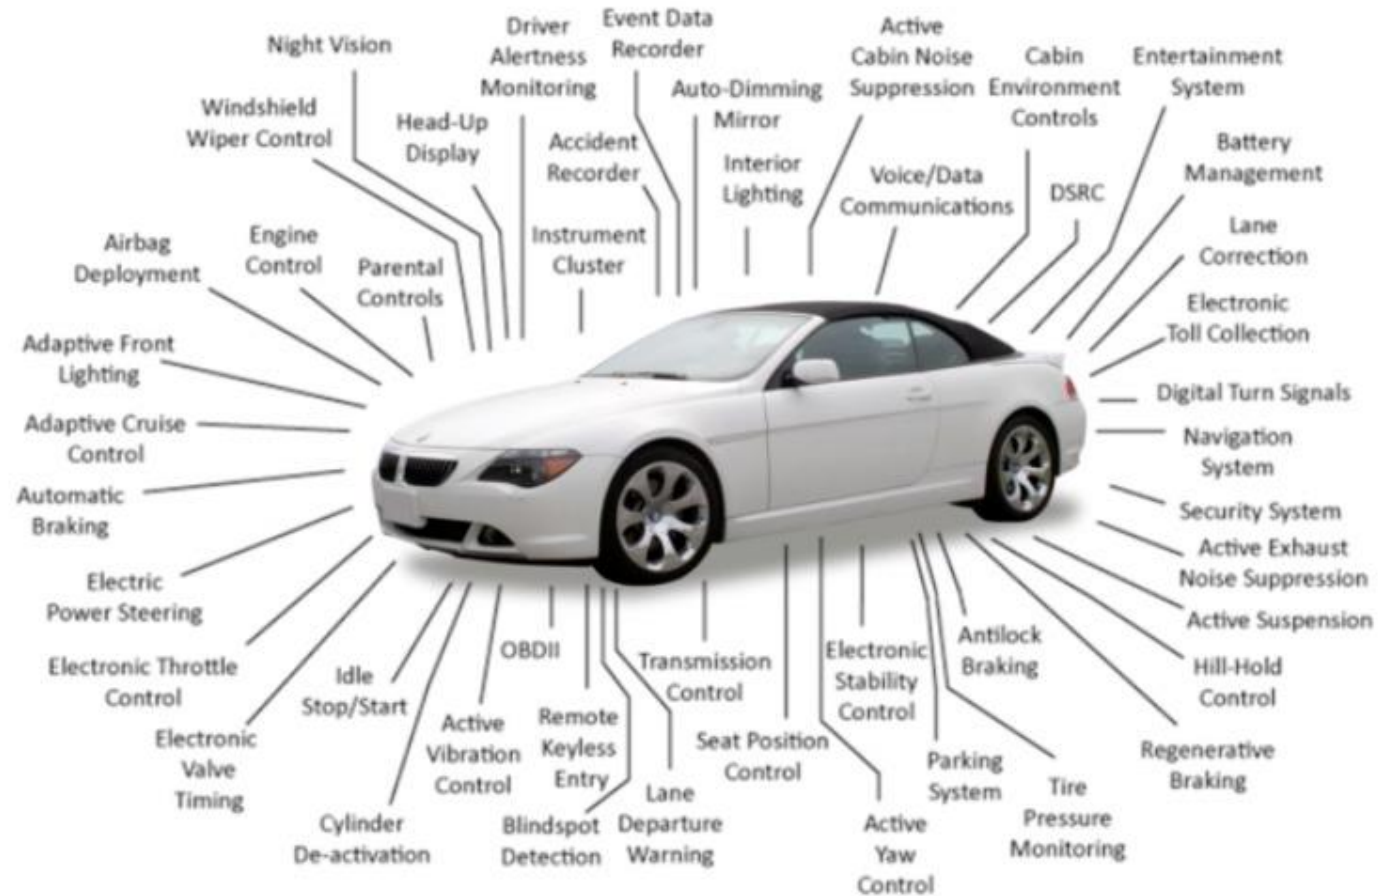 Night Vision
Driver
Alertness
Monitoring
Event Data
Recorder
Active
Cabin Noise
Suppression
Cabin
Environment
Controls
Entertainment
System
Windshield
Wiper Control
Head-Up
Display
Accident
Recorder
Auto-Dimming
Mirror
Interior
Lighting
Voice/Data
Communications
DSRC
Battery
Management
Airbag
Deployment
Engine
Control
Parental
Controls
Instrument
Cluster
Lane
Correction
Adaptive Front
Lighting
Electronic
Toll Collection
Adaptive Cruise
Control
Digital Turn Signals
Navigation
System
Automatic
Braking
Security System
Electric
Power Steering
Active Exhaust
Noise Suppression
Active Suspension
Electronic Throttle
Control
Idle
Stop/Start
OBDII
Transmission
Control
Electronic
Stability
Control
Antilock
Braking
Hill-Hold
Control
Electronic
Valve
Timing
Active
Vibration
Control
Remote
Keyless
Entry
Seat Position
Control
Parking
System
Regenerative
Braking
Cylinder
De-activation
Blindspot
Detection
Lane
Departure
Warning
Active
Yaw
Control
Tire
Pressure
Monitoring